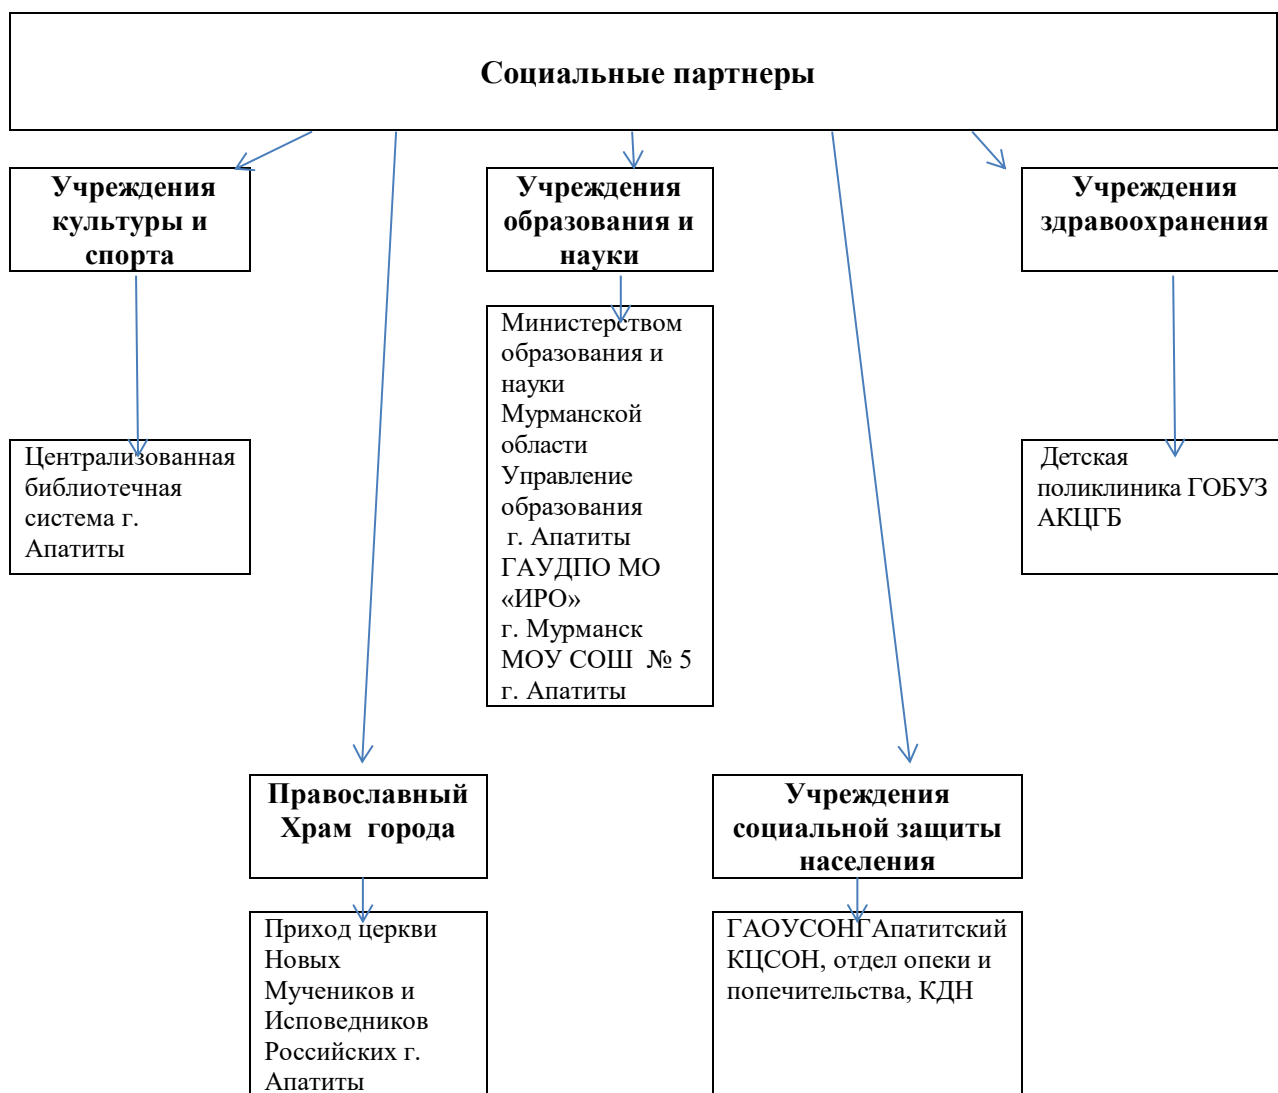 Социальные партнеры
Учреждения
культуры и
спорта
Учреждения
образования и
науки
Учреждения
здравоохранения
Министерством
образования и
науки
Мурманской
области
Управление
образования
г. Апатиты
ГАУДПО МО
«ИРО»
г. Мурманск
МОУ СОШ № 5
г. Апатиты
Централизованная
библиотечная
система г.
Апатиты
Детская
поликлиника ГОБУЗ
АКЦГБ
Православный
Храм города
Учреждения
социальной защиты
населения
Приход церкви
Новых
Мучеников и
Исповедников
Российских г.
Апатиты
ГАОУСОНГАпатитский
КЦСОН, отдел опеки и
попечительства, КДН